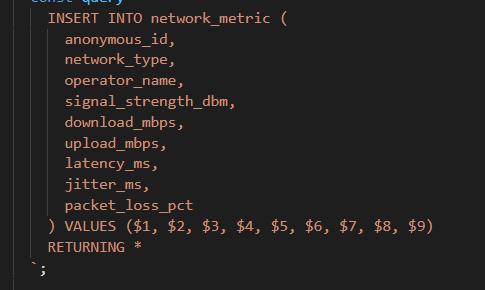 const query
INSERT INTO network_metric (
anonymous_id,
network_type,
operator_name,
signal_strength_dbm,
download_mbps,
upload_mbps,
latency_ms,
jitter_ms,
packet_loss_pct
) VALUES ($1, $2, $3, $4, $5, $6, $7, $8, $9)
RETURNING *
`;